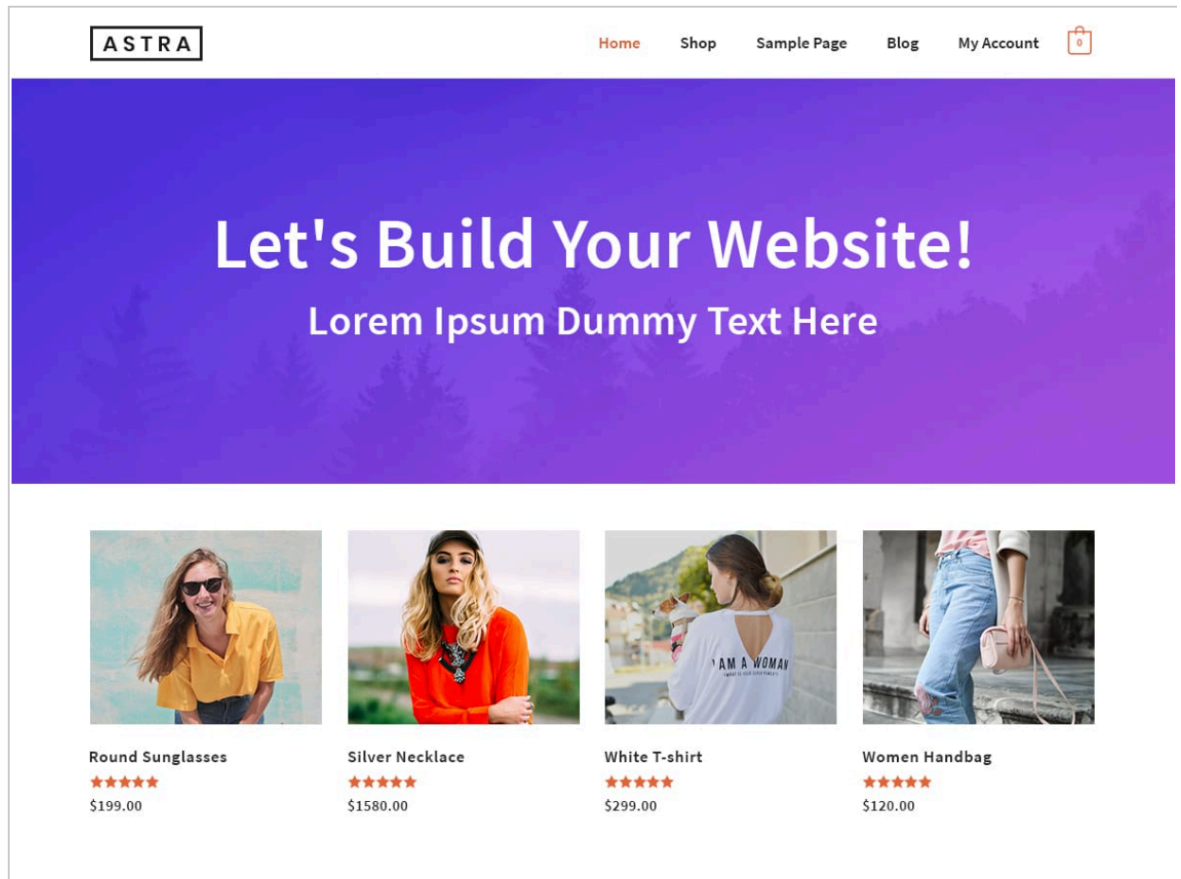 ASTRA
Home Shop Sample Page Blog My Account 0
Let's Build Your Website!
Lorem Ipsum Dummy Text Here
I AM A WOMAN
Round Sunglasses
$199.00
Silver Necklace
$1580.00
White T-shirt
$299.00
Women Handbag
$120.00